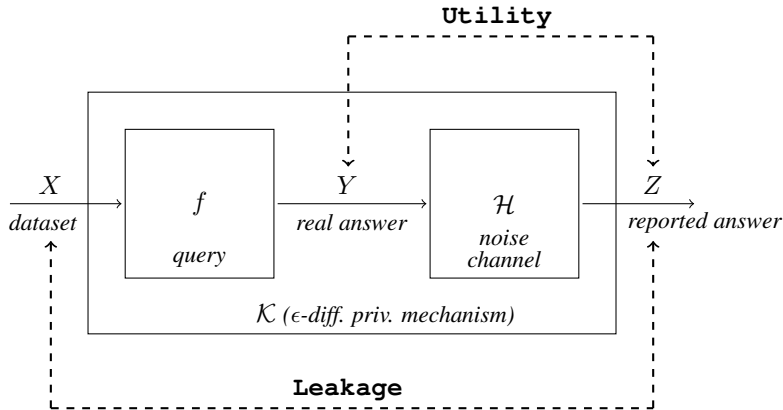 Utility
X
dataset
f
query
Y
real answer
ℋ
noise
channel
Z
reported answer
𝒦 (ϵ-diff. priv. mechanism)
Leakage